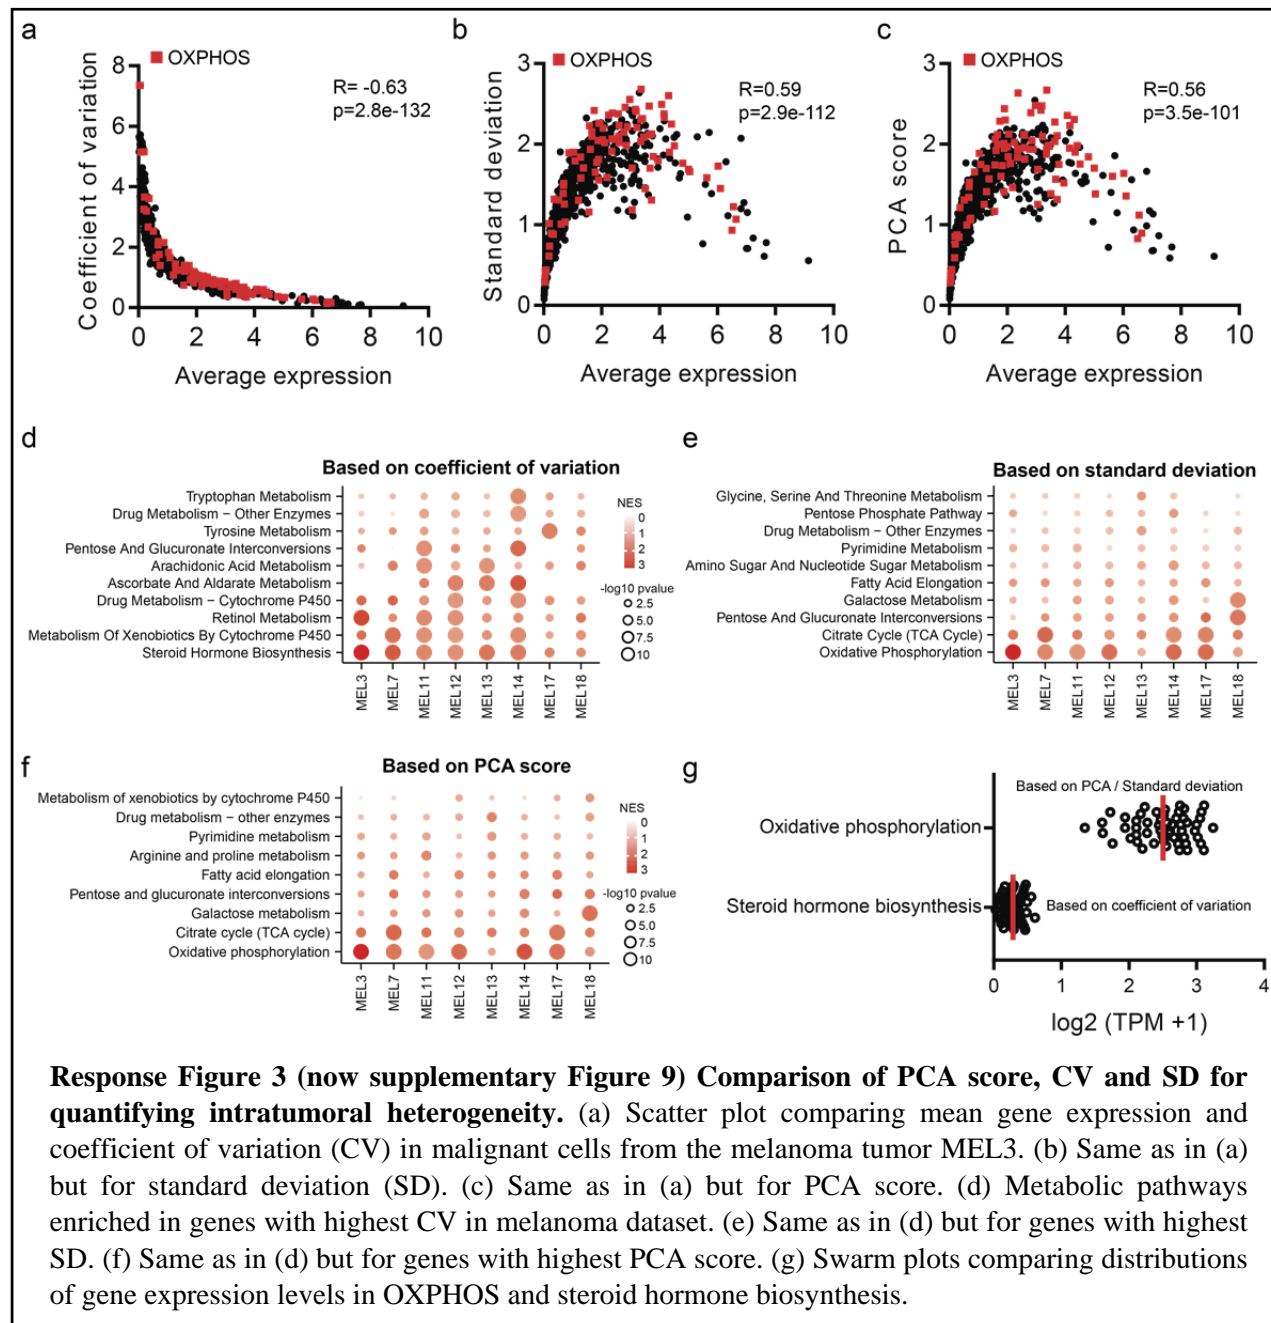 a
OXPHOS
R= -0.63
p=2.8e-132
Coefficient of variation
8
6
4
2
0
0 2 4 6 8 10
Average expression
b
OXPHOS
R=0.59
p=2.9e-112
Standard deviation
3
2
1
0
0 2 4 6 8 10
Average expression
c
OXPHOS
R=0.56
p=3.5e-101
PCA score
3
2
1
0
0 2 4 6 8 10
Average expression
d
Based on coefficient of variation
Tryptophan Metabolism
Drug Metabolism − Other Enzymes
Tyrosine Metabolism
Pentose And Glucuronate Interconversions
Arachidonic Acid Metabolism
Ascorbate And Aldarate Metabolism
Drug Metabolism − Cytochrome P450
Retinol Metabolism
Metabolism Of Xenobiotics By Cytochrome P450
Steroid Hormone Biosynthesis
MEL3
MEL7
MEL11
MEL12
MEL13
MEL14
MEL17
MEL18
NES
0
1
2
3
-log10 pvalue
2.5
5.0
7.5
10
e
Based on standard deviation
Glycine, Serine And Threonine Metabolism
Pentose Phosphate Pathway
Drug Metabolism − Other Enzymes
Pyrimidine Metabolism
Amino Sugar And Nucleotide Sugar Metabolism
Fatty Acid Elongation
Galactose Metabolism
Pentose And Glucuronate Interconversions
Citrate Cycle (TCA Cycle)
Oxidative Phosphorylation
MEL3
MEL7
MEL11
MEL12
MEL13
MEL14
MEL17
MEL18
f
Based on PCA score
Metabolism of xenobiotics by cytochrome P450
Drug metabolism − other enzymes
Pyrimidine metabolism
Arginine and proline metabolism
Fatty acid elongation
Pentose and glucuronate interconversions
Galactose metabolism
Citrate cycle (TCA cycle)
Oxidative phosphorylation
MEL3
MEL7
MEL11
MEL12
MEL13
MEL14
MEL17
MEL18
NES
0
1
2
3
-log10 pvalue
2.5
5.0
7.5
10
g
Based on PCA / Standard deviation
Oxidative phosphorylation
Steroid hormone biosynthesis
Based on coefficient of variation
0 1 2 3 4
log2 (TPM +1)
Response Figure 3 (now supplementary Figure 9) Comparison of PCA score, CV and SD for
quantifying intratumoral heterogeneity. (a) Scatter plot comparing mean gene expression and
coefficient of variation (CV) in malignant cells from the melanoma tumor MEL3. (b) Same as in (a)
but for standard deviation (SD). (c) Same as in (a) but for PCA score. (d) Metabolic pathways
enriched in genes with highest CV in melanoma dataset. (e) Same as in (d) but for genes with highest
SD. (f) Same as in (d) but for genes with highest PCA score. (g) Swarm plots comparing distributions
of gene expression levels in OXPHOS and steroid hormone biosynthesis.